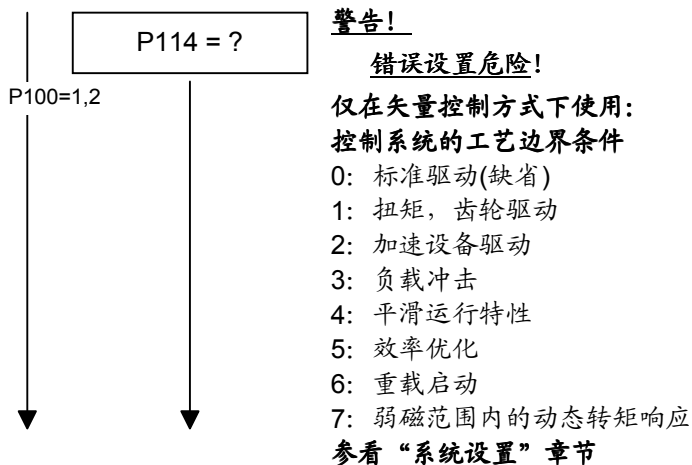 P114 = ?
P100=1,2
警告！
错误设置危险！
仅在矢量控制方式下使用：
控制系统的工艺边界条件
0：标准驱动(缺省)
1：扭矩，齿轮驱动
2：加速设备驱动
3：负载冲击
4：平滑运行特性
5：效率优化
6：重载启动
7：弱磁范围内的动态转矩响应
参看“系统设置”章节